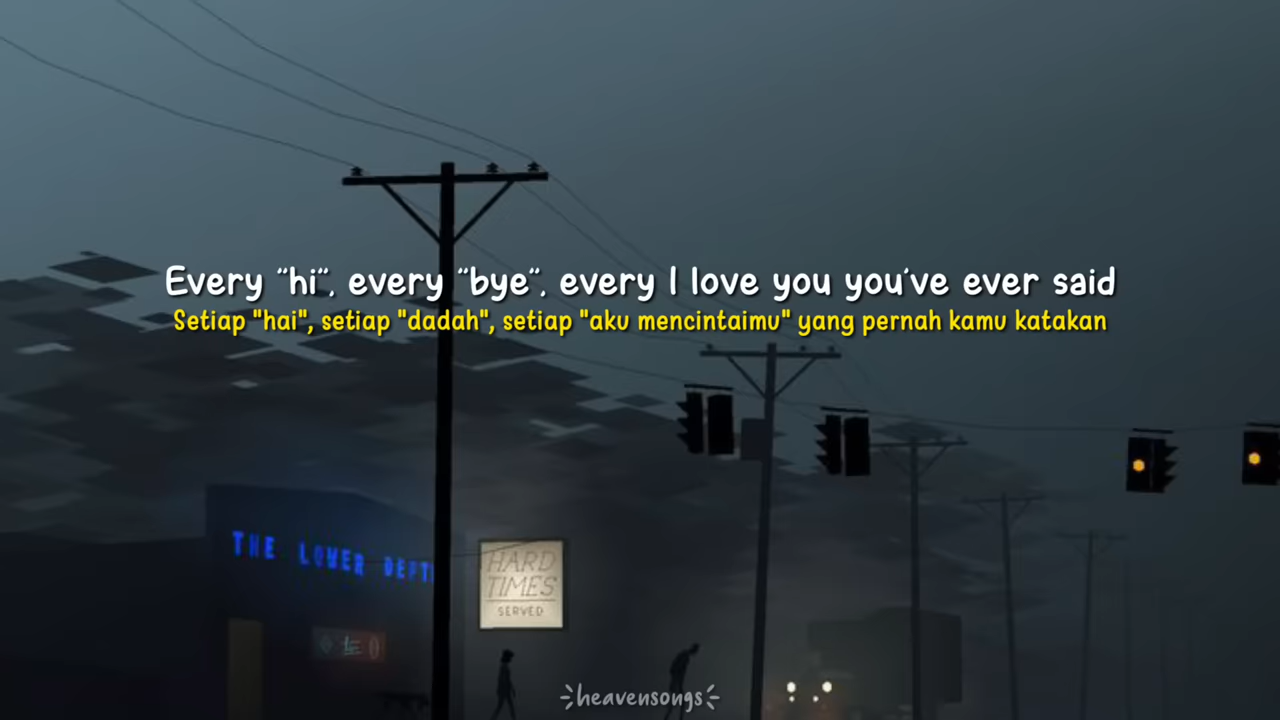 Every "hi", every "bye", every I love you you've ever said
Setiap "hai", setiap "dadah", setiap "aku mencintaimu" yang pernah kamu katakan
THE LOWER DEPT
HARD
TIMES
SERVED
heavensongs